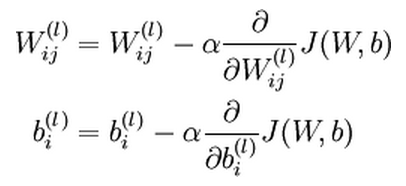 $W_{ij}^{(l)} = W_{ij}^{(l)} - \alpha \frac{\partial}{\partial W_{ij}^{(l)}} J(W, b)$
$b_{i}^{(l)} = b_{i}^{(l)} - \alpha \frac{\partial}{\partial b_{i}^{(l)}} J(W, b)$